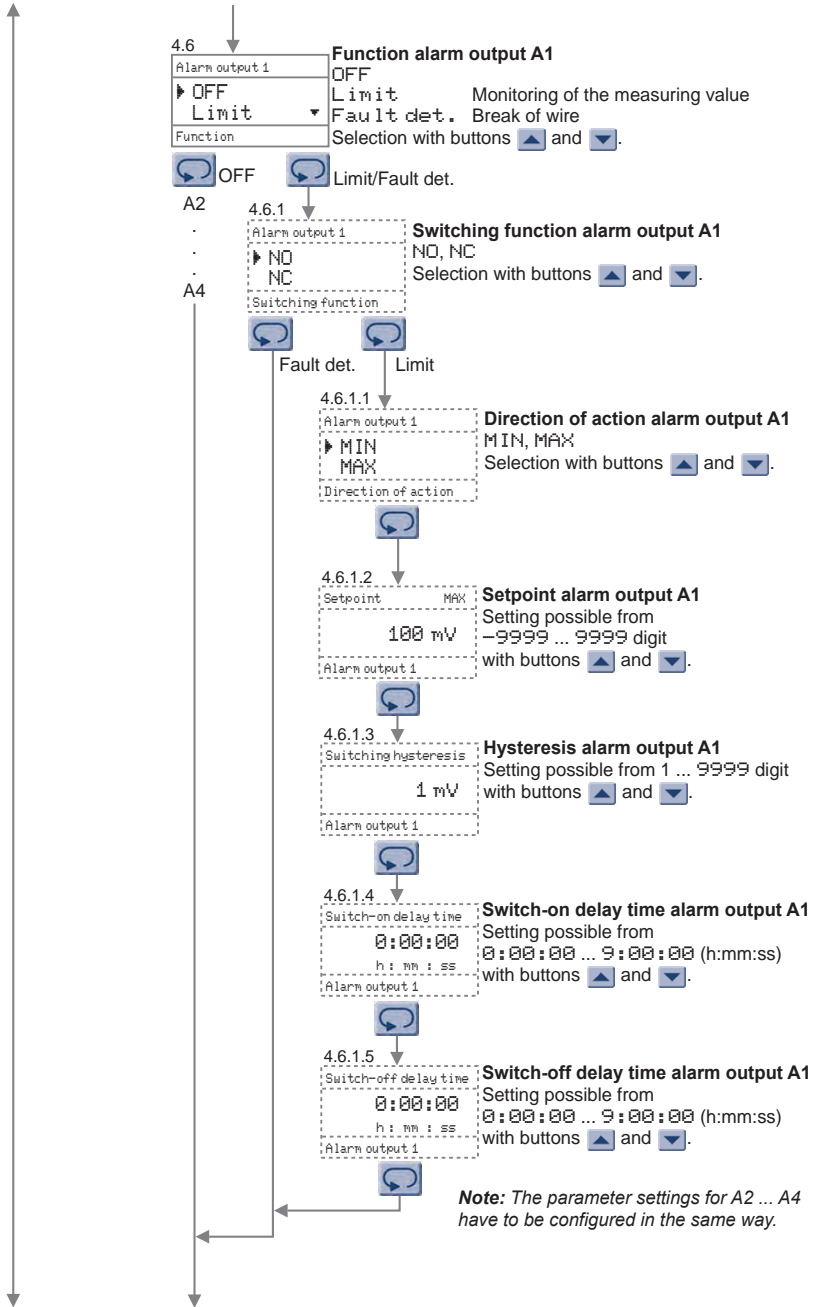 4.6
Alarm output 1
OFF
Limit
Function
Function alarm output A1
OFF
Limit Monitoring of the measuring value
Fault det. Break of wire
Selection with buttons and .
OFF
Limit/Fault det.
A2
.
.
.
A4
4.6.1
Alarm output 1
NO
NC
Switching function
Switching function alarm output A1
NO, NC
Selection with buttons and .
Fault det.
Limit
4.6.1.1
Alarm output 1
MIN
MAX
Direction of action
Direction of action alarm output A1
MIN, MAX
Selection with buttons and .
4.6.1.2
Setpoint MAX
100 mV
Alarm output 1
Setpoint alarm output A1
Setting possible from
-9999 ... 9999 digit
with buttons and .
4.6.1.3
Switching hysteresis
1 mV
Alarm output 1
Hysteresis alarm output A1
Setting possible from 1 ... 9999 digit
with buttons and .
4.6.1.4
Switch-on delay time
0:00:00
h : mm : ss
Alarm output 1
Switch-on delay time alarm output A1
Setting possible from
0:00:00 ... 9:00:00 (h:mm:ss)
with buttons and .
4.6.1.5
Switch-off delay time
0:00:00
h : mm : ss
Alarm output 1
Switch-off delay time alarm output A1
Setting possible from
0:00:00 ... 9:00:00 (h:mm:ss)
with buttons and .
Note: The parameter settings for A2 ... A4
have to be configured in the same way.